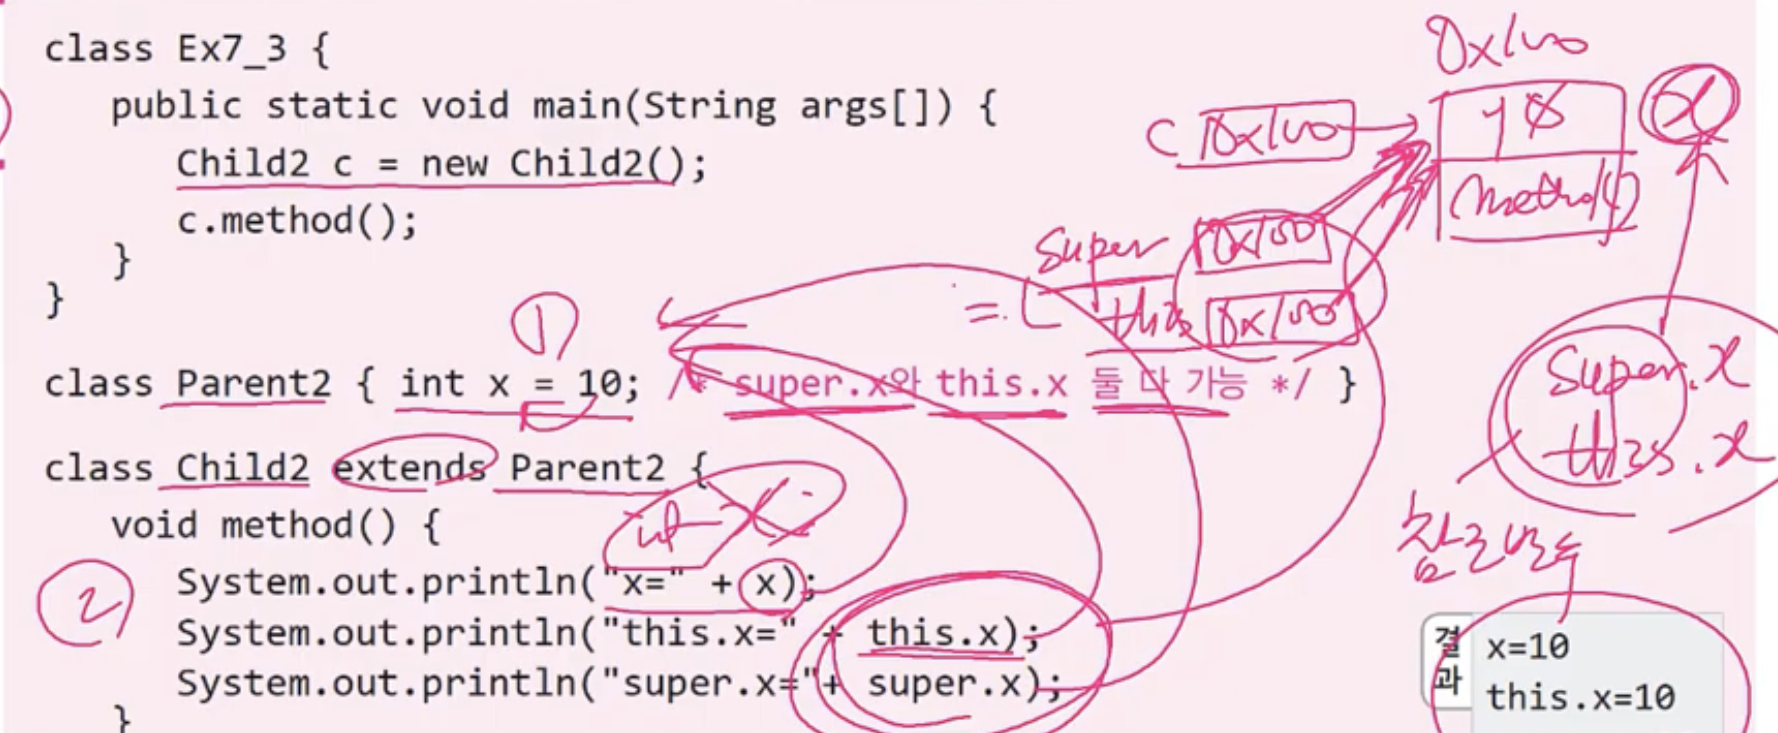 class Ex7_3 {
public static void main(String args[]) {
Child2 c = new Child2();
c.method();
}
}
class Parent2 { int x = 10; /* super.x와 this.x 둘 다 가능 */ }
class Child2 extends Parent2 {
void method() {
System.out.println("x=" + x);
System.out.println("this.x=" + this.x);
System.out.println("super.x="+ super.x);
}
결과
x=10
this.x=10
0x100
c 0x100
x
method()
super 0x100
this 0x100
super.x
this.x
참조변수
int x;
1
2